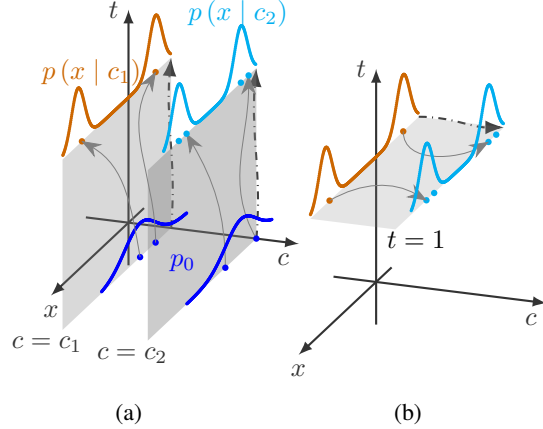 t
p (x | c₁)
p (x | c₂)
p₀
c
x
c = c₁
c = c₂
(a)
t
t = 1
c
x
(b)